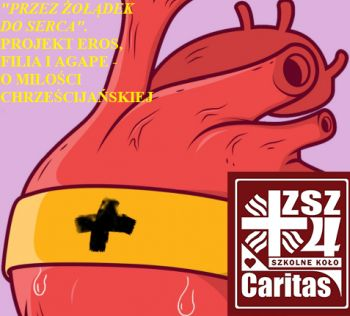 "PRZEZ ŻOŁĄDEK
DO SERCA".
PROJEKT EROS,
FILIA I AGAPE -
O MIŁOŚCI
CHRZEŚCIJAŃSKIEJ
ZSZ
4
SZKOLNE KOŁO
Caritas